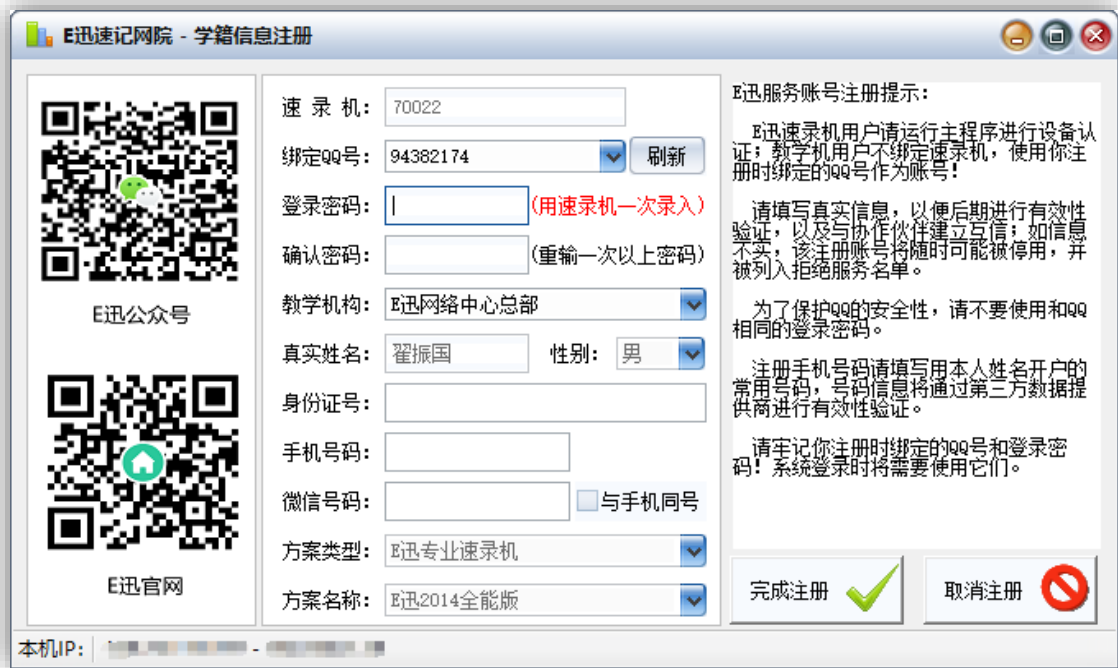 E迅速记网院 - 学籍信息注册
E迅公众号
E迅官网
速 录 机: 70022
绑定QQ号: 94382174 刷新
登录密码: (用速录机一次录入)
确认密码: (重输一次以上密码)
教学机构: E迅网络中心总部
真实姓名: 翟振国 性别: 男
身份证号:
手机号码:
微信号码: 与手机同号
方案类型: E迅专业速录机
方案名称: E迅2014全能版
E迅服务账号注册提示:
E迅速录机用户请运行主程序进行设备认
证; 教学机用户不绑定速录机, 使用你注
册时绑定的QQ号作为账号!
请填写真实信息, 以便后期进行有效性
验证, 以及与协作伙伴建立互信; 如信息
不实, 该注册账号将随时可能被停用, 并
被列入拒绝服务名单。
为了保护QQ的安全性, 请不要使用和QQ
相同的登录密码。
注册手机号码请填写用本人姓名开户的
常用号码, 号码信息将通过第三方数据提
供商进行有效性验证。
请牢记你注册时绑定的QQ号和登录密
码! 系统登录时将需要使用它们。
完成注册 取消注册
本机IP: